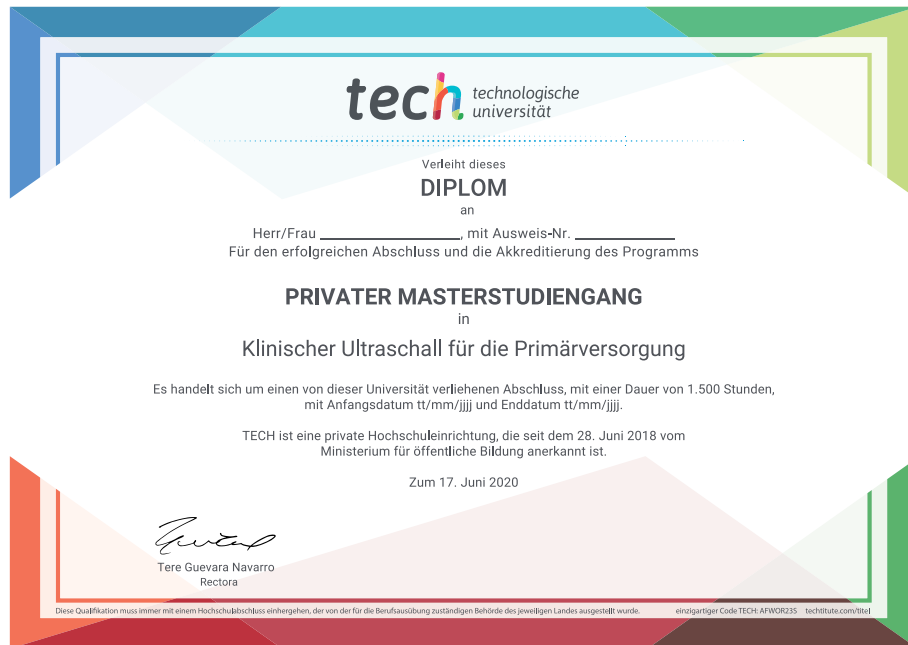 tech technologische
universität
Verleiht dieses
DIPLOM
an
Herr/Frau ____________________, mit Ausweis-Nr. ______________
Für den erfolgreichen Abschluss und die Akkreditierung des Programms
PRIVATER MASTERSTUDIENGANG
in
Klinischer Ultraschall für die Primärversorgung
Es handelt sich um einen von dieser Universität verliehenen Abschluss, mit einer Dauer von 1.500 Stunden,
mit Anfangsdatum tt/mm/jjjj und Enddatum tt/mm/jjjj.
TECH ist eine private Hochschuleinrichtung, die seit dem 28. Juni 2018 vom
Ministerium für öffentliche Bildung anerkannt ist.
Zum 17. Juni 2020
Tere Guevara Navarro
Rectora
Diese Qualifikation muss immer mit einem Hochschulabschluss einhergehen, der von der für die Berufsausübung zuständigen Behörde des jeweiligen Landes ausgestellt wurde. einzigartiger Code TECH: AFWOR23S techtitute.com/titel